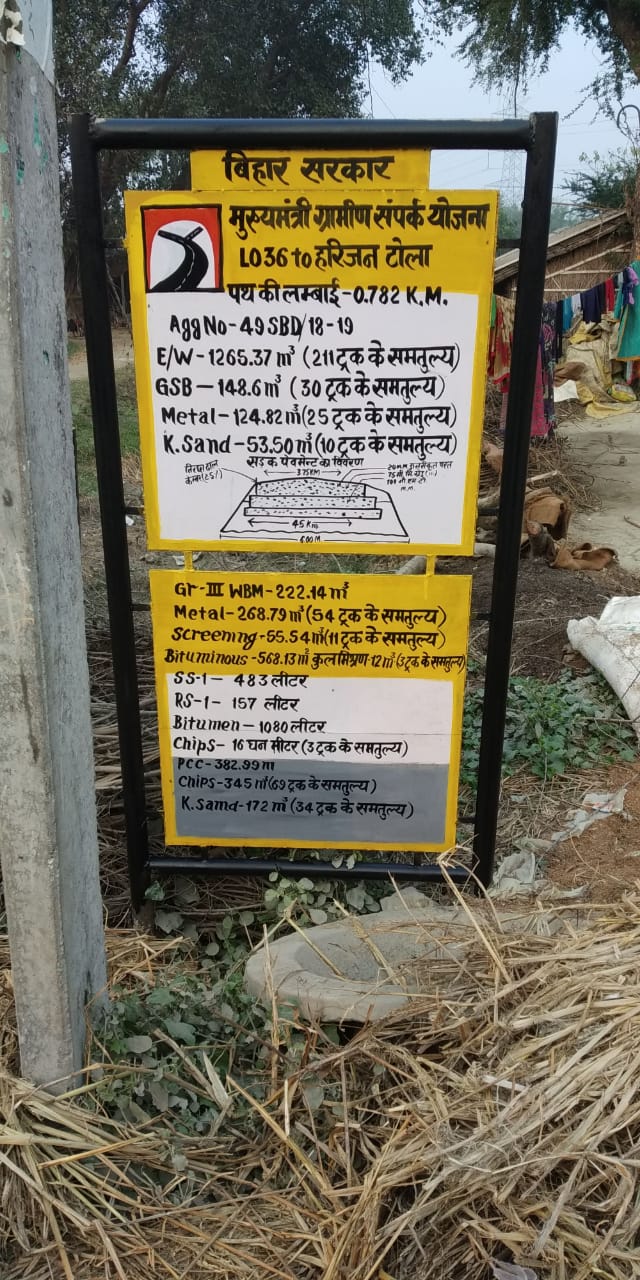 बिहार सरकार
मुख्यमंत्री ग्रामीण संपर्क योजना
L036 to हरिजन टोला
पथ की लम्बाई-0.782 K.M.
Agg No-49 SBD/18-19
E/W-1265.37 m³ (211 ट्रक के समतुल्य)
GSB-148.6 m³ (30 ट्रक के समतुल्य)
Metal-124.82 m³ (25 ट्रक के समतुल्य)
K.Sand-53.50 m³ (10 ट्रक के समतुल्य)
सड़क पेवमेन्ट का विवरण
3.75KM
45Km
6.00 M
Gr-III WBM-222.14 m³
Metal-268.79 m³ (54 ट्रक के समतुल्य)
Screening-55.54 m³ (11 ट्रक के समतुल्य)
Bituminous-568.13 m² कुल मिश्रण-12 m³ (3 ट्रक के समतुल्य)
SS-1- 483 लीटर
RS-1- 157 लीटर
Bitumen-1080 लीटर
Chips- 16 घन मीटर (3 ट्रक के समतुल्य)
PCC-382.99 m
Chips-345 m³ (69 ट्रक के समतुल्य)
K.Sand-172 m³ (34 ट्रक के समतुल्य)